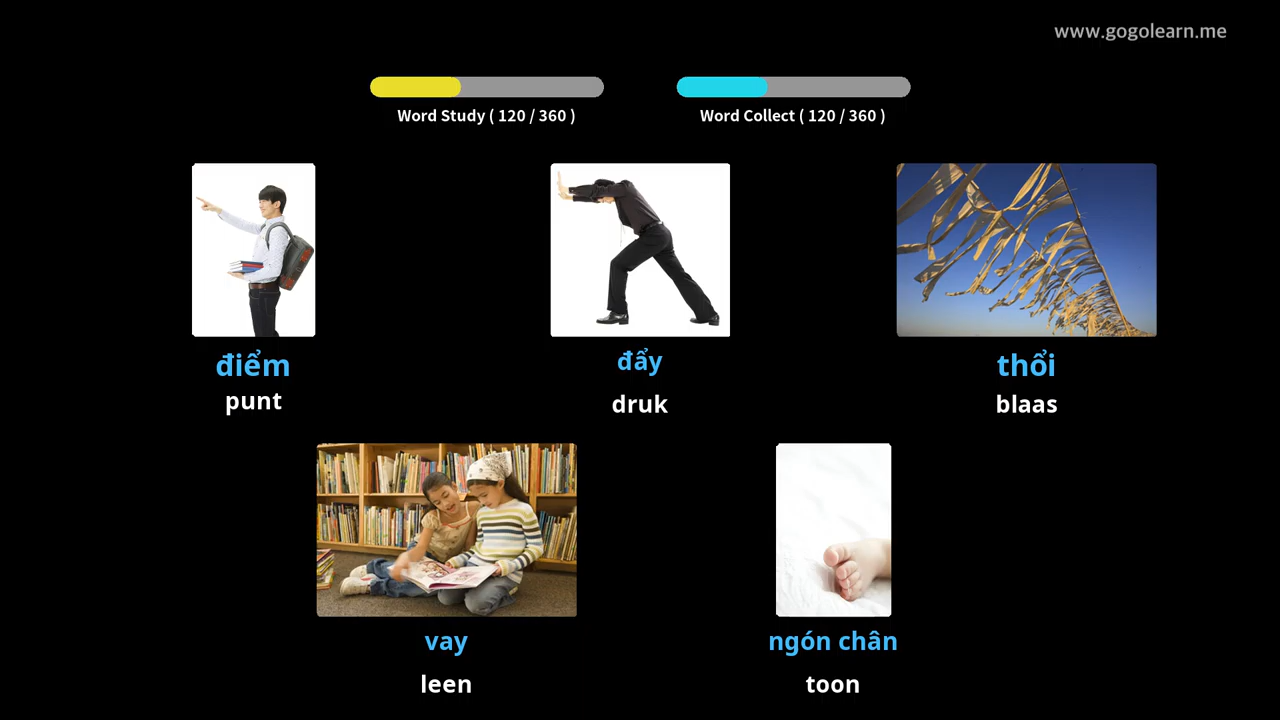 www.gogolearn.me
Word Study ( 120 / 360 )
Word Collect ( 120 / 360 )
điểm
punt
đẩy
druk
thổi
blaas
vay
leen
ngón chân
toon